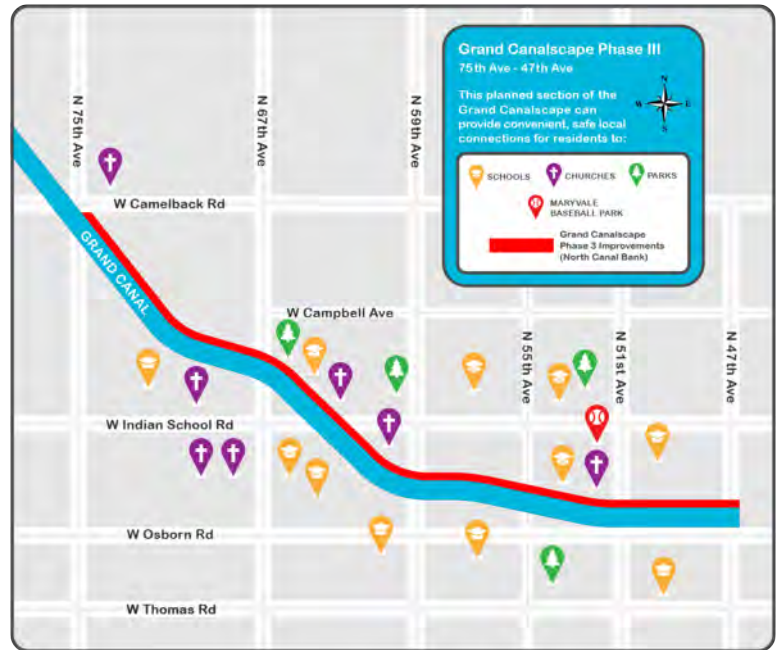 Grand Canalscape Phase III
75th Ave - 47th Ave
This planned section of the
Grand Canalscape can
provide convenient, safe local
connections for residents to:
N
W E
S
SCHOOLS
CHURCHES
PARKS
MARYVALE
BASEBALL PARK
Grand Canalscape
Phase 3 Improvements
(North Canal Bank)
N 75th Ave
N 67th Ave
N 59th Ave
W Camelback Rd
GRAND CANAL
W Campbell Ave
N 55th Ave
N 51st Ave
N 47th Ave
W Indian School Rd
W Osborn Rd
W Thomas Rd